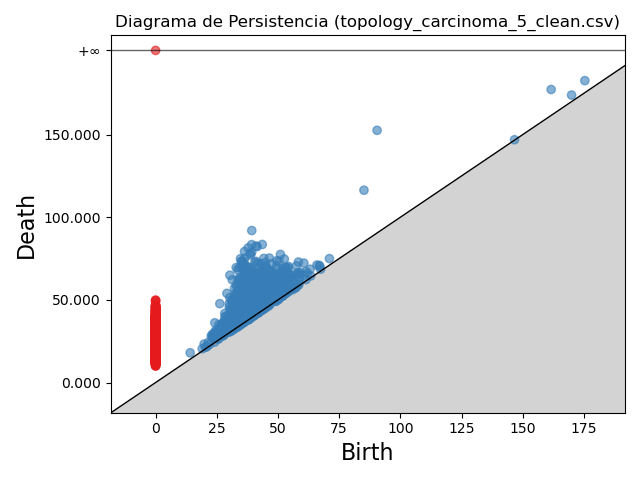 Diagrama de Persistencia (topology_carcinoma_5_clean.csv)
+∞
150.000
100.000
50.000
0.000
Death
0 25 50 75 100 125 150 175
Birth